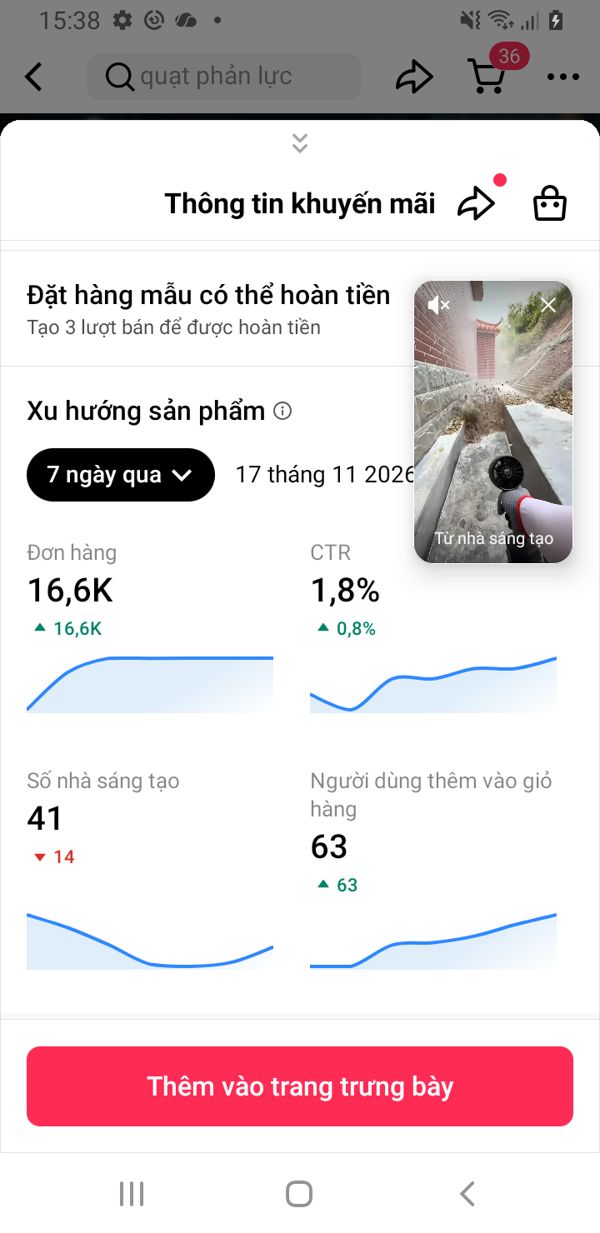 15:38
quạt phản lực
36
Thông tin khuyến mãi
Đặt hàng mẫu có thể hoàn tiền
Tạo 3 lượt bán để được hoàn tiền
Xu hướng sản phẩm
7 ngày qua
17 tháng 11 2026
Từ nhà sáng tạo
Đơn hàng
16,6K
16,6K
CTR
1,8%
0,8%
Số nhà sáng tạo
41
14
Người dùng thêm vào giỏ
hàng
63
63
Thêm vào trang trưng bày